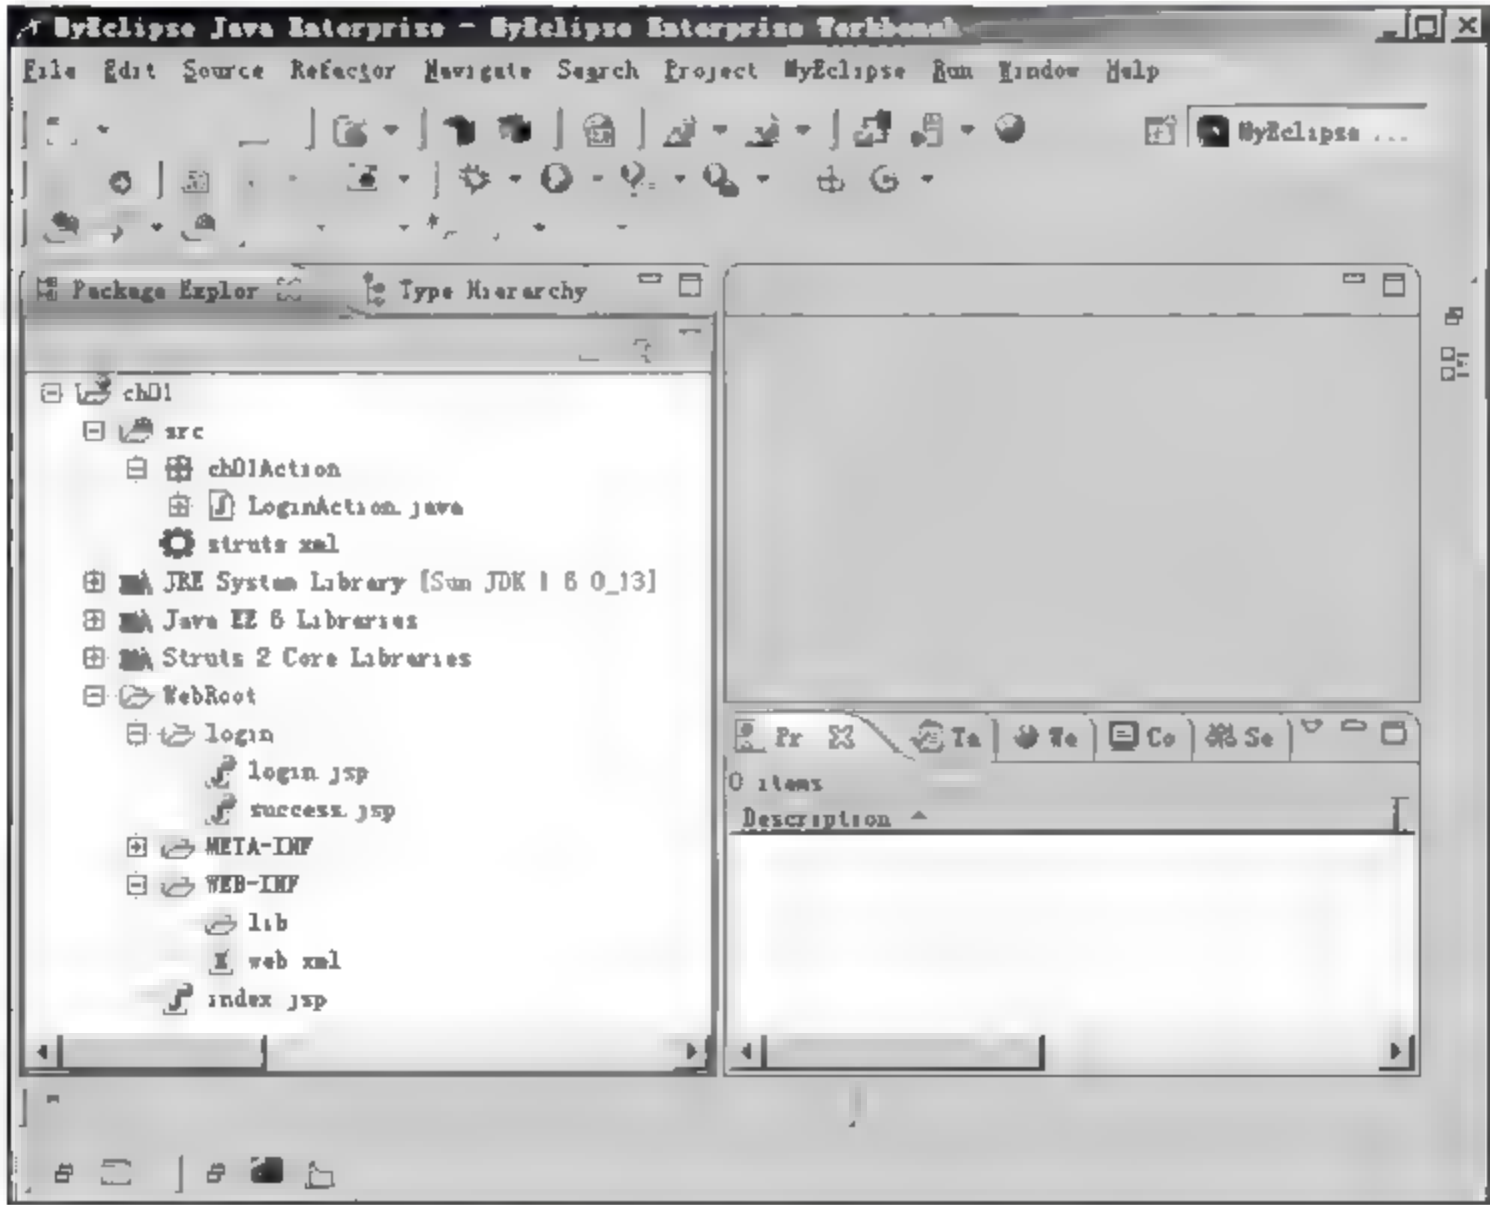 MyEclipse Java Enterprise - MyEclipse Enterprise Workbench
File Edit Source Refactor Navigate Search Project MyEclipse Run Window Help
MyEclipse ...
Package Explor Type Hierarchy
ch01
src
ch01Action
LoginAction.java
struts.xml
JRE System Library [Sun JDK 1.6.0_13]
Java EE 6 Libraries
Struts 2 Core Libraries
WebRoot
login
login.jsp
success.jsp
META-INF
WEB-INF
lib
web.xml
index.jsp
Pr Ta We Co Se
0 items
Description